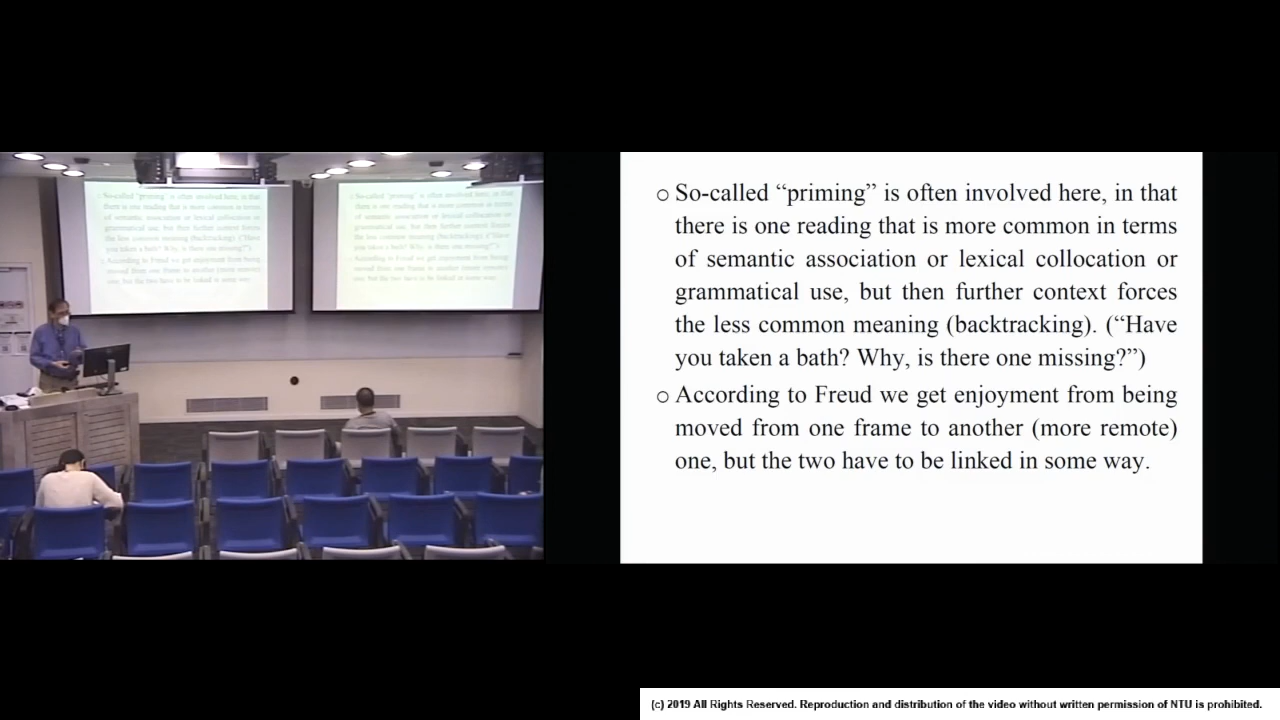 ○ So-called “priming” is often involved here, in that
there is one reading that is more common in terms
of semantic association or lexical collocation or
grammatical use, but then further context forces
the less common meaning (backtracking). (“Have
you taken a bath? Why, is there one missing?”)
○ According to Freud we get enjoyment from being
moved from one frame to another (more remote)
one, but the two have to be linked in some way.
(c) 2019 All Rights Reserved. Reproduction and distribution of the video without written permission of NTU is prohibited.